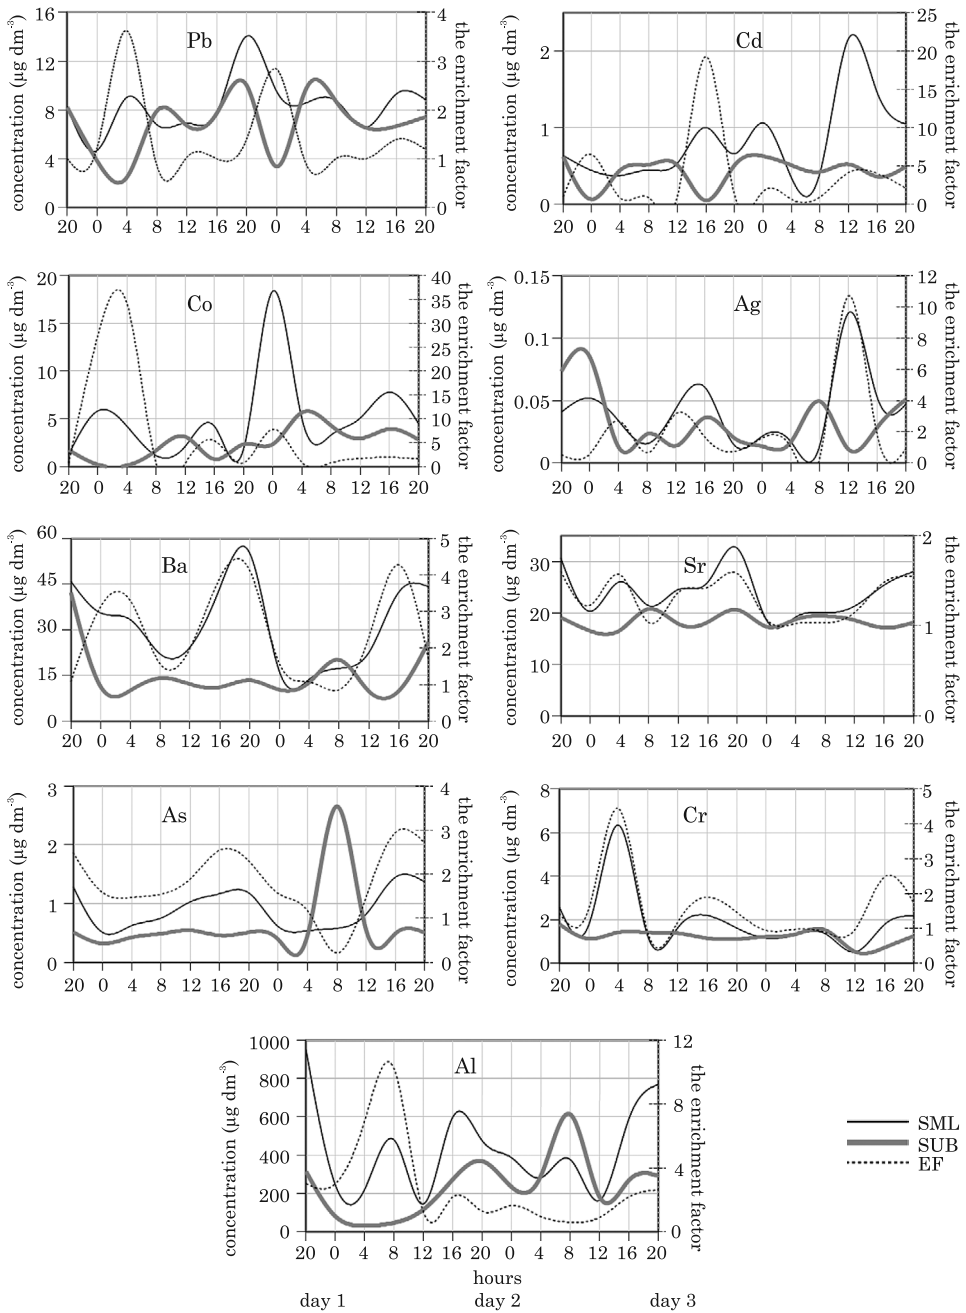 concentration (µg dm⁻³)
16
12
8
4
0
Pb
4
3
2
1
0
the enrichment factor
20 0 4 8 12 16 20 0 4 8 12 16 20
concentration (µg dm⁻³)
2
1
0
Cd
25
20
15
10
5
0
the enrichment factor
20 0 4 8 12 16 20 0 4 8 12 16 20
concentration (µg dm⁻³)
20
15
10
5
0
Co
40
35
30
25
20
15
10
5
0
the enrichment factor
20 0 4 8 12 16 20 0 4 8 12 16 20
concentration (µg dm⁻³)
0.15
0.1
0.05
0
Ag
12
10
8
6
4
2
0
the enrichment factor
20 0 4 8 12 16 20 0 4 8 12 16 20
concentration (µg dm⁻³)
60
45
30
15
0
Ba
5
4
3
2
1
0
the enrichment factor
20 0 4 8 12 16 20 0 4 8 12 16 20
coucentration (µg dm⁻³)
30
20
10
0
Sr
2
1
0
the enrichment factor
20 0 4 8 12 16 20 0 4 8 12 16 20
concentration (µg dm⁻³)
3
2
1
0
As
4
3
2
1
0
the enrichment factor
20 0 4 8 12 16 20 0 4 8 12 16 20
concentration (µg dm⁻³)
8
6
4
2
0
Cr
5
4
3
2
1
0
the enrichment factor
20 0 4 8 12 16 20 0 4 8 12 16 20
concentration (µg dm⁻³)
1000
800
600
400
200
0
Al
12
8
4
0
the enrichment factor
20 0 4 8 12 16 20 0 4 8 12 16 20
hours
day 1 day 2 day 3
SML
SUB
EF